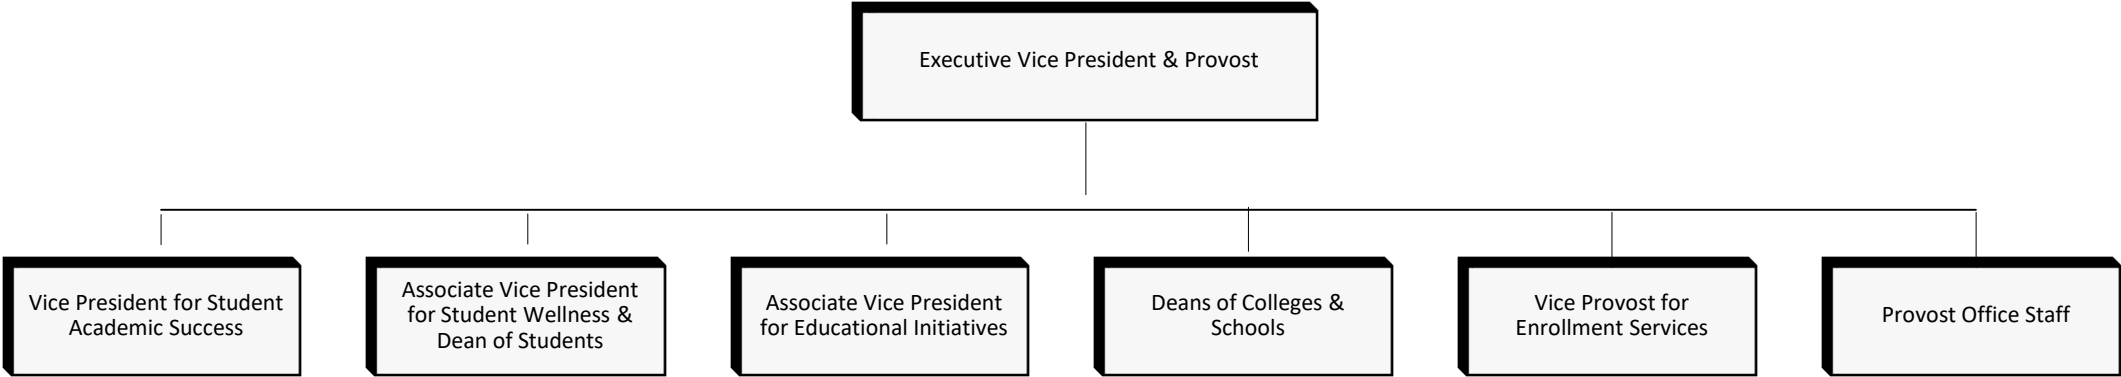 Executive Vice President & Provost
Vice President for Student
Academic Success
Associate Vice President
for Student Wellness &
Dean of Students
Associate Vice President
for Educational Initiatives
Deans of Colleges &
Schools
Vice Provost for
Enrollment Services
Provost Office Staff